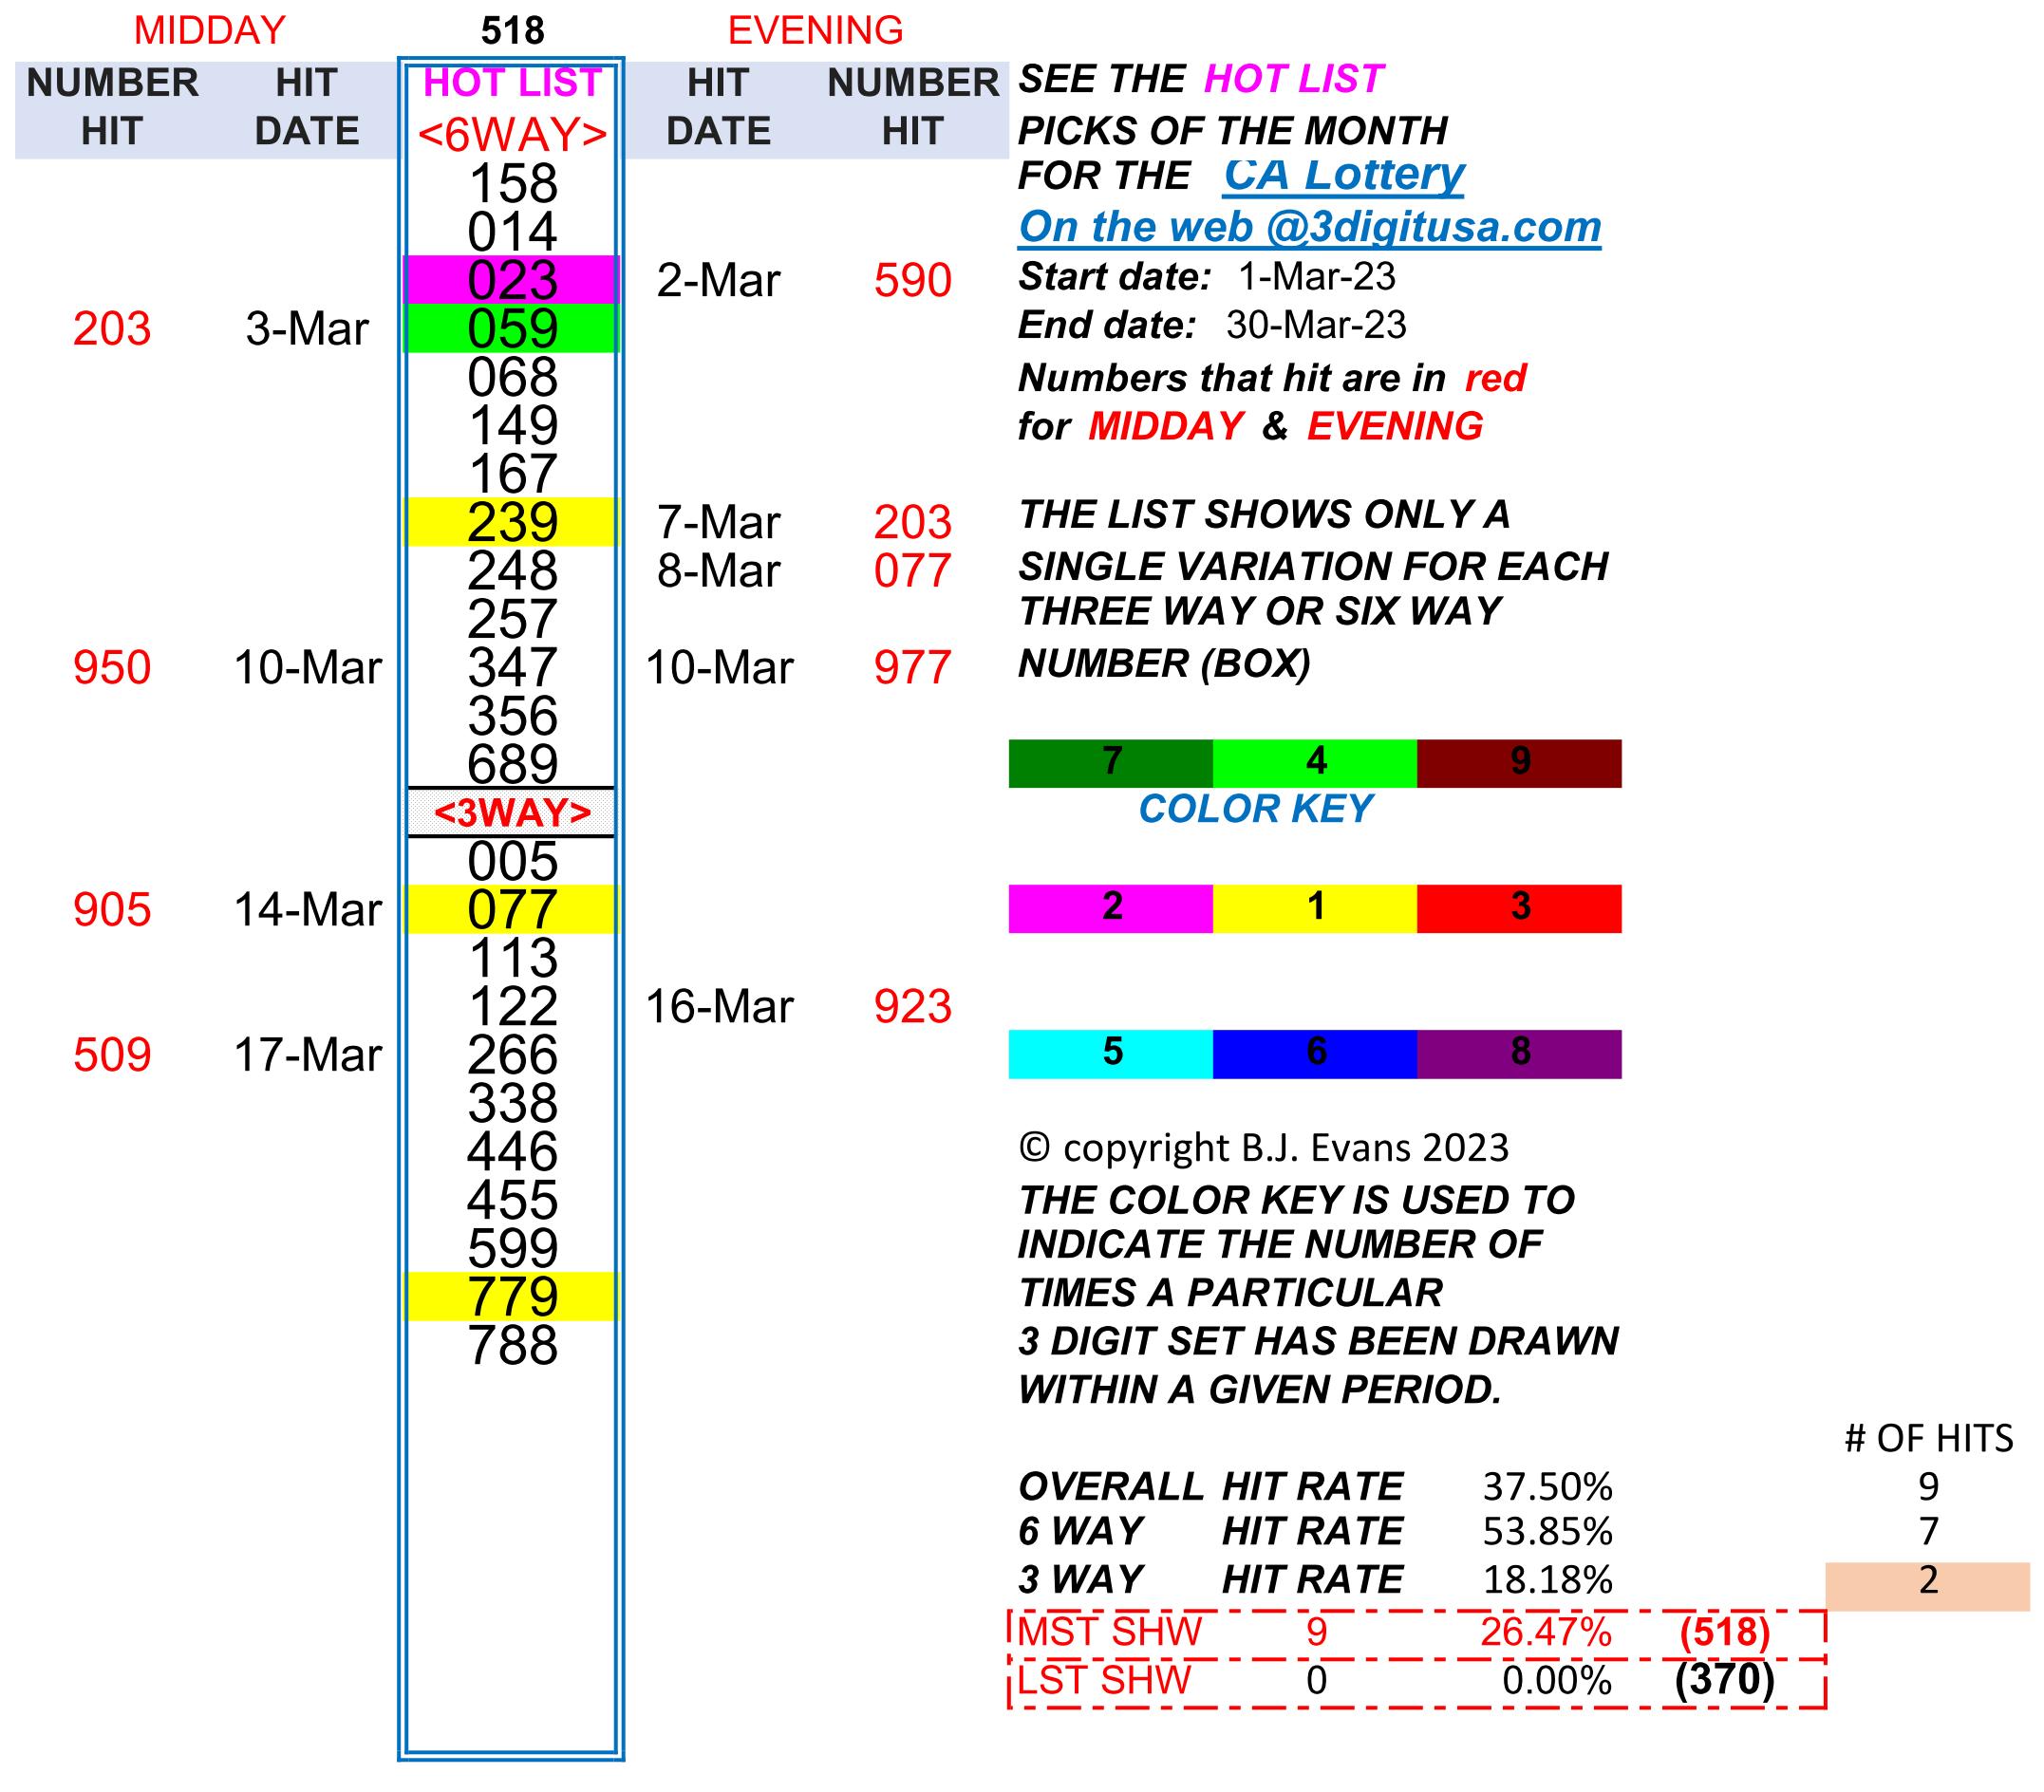 MIDDAY 518 EVENING
NUMBER HIT HOT LIST HIT NUMBER SEE THE HOT LIST
HIT DATE <6WAY> DATE HIT PICKS OF THE MONTH
158 FOR THE CA Lottery
014 On the web @3digitusa.com
023 2-Mar 590 Start date: 1-Mar-23
203 3-Mar 059 End date: 30-Mar-23
068 Numbers that hit are in red
149 for MIDDAY & EVENING
167
239 7-Mar 203 THE LIST SHOWS ONLY A
248 8-Mar 077 SINGLE VARIATION FOR EACH
257 THREE WAY OR SIX WAY
950 10-Mar 347 10-Mar 977 NUMBER (BOX)
356
689 7 4 9
<3WAY> COLOR KEY
005
905 14-Mar 077 2 1 3
113
122 16-Mar 923
509 17-Mar 266 5 6 8
338
446 © copyright B.J. Evans 2023
455 THE COLOR KEY IS USED TO
599 INDICATE THE NUMBER OF
779 TIMES A PARTICULAR
788 3 DIGIT SET HAS BEEN DRAWN
WITHIN A GIVEN PERIOD.
# OF HITS
OVERALL HIT RATE 37.50% 9
6 WAY HIT RATE 53.85% 7
3 WAY HIT RATE 18.18% 2
MST SHW 9 26.47% (518)
LST SHW 0 0.00% (370)